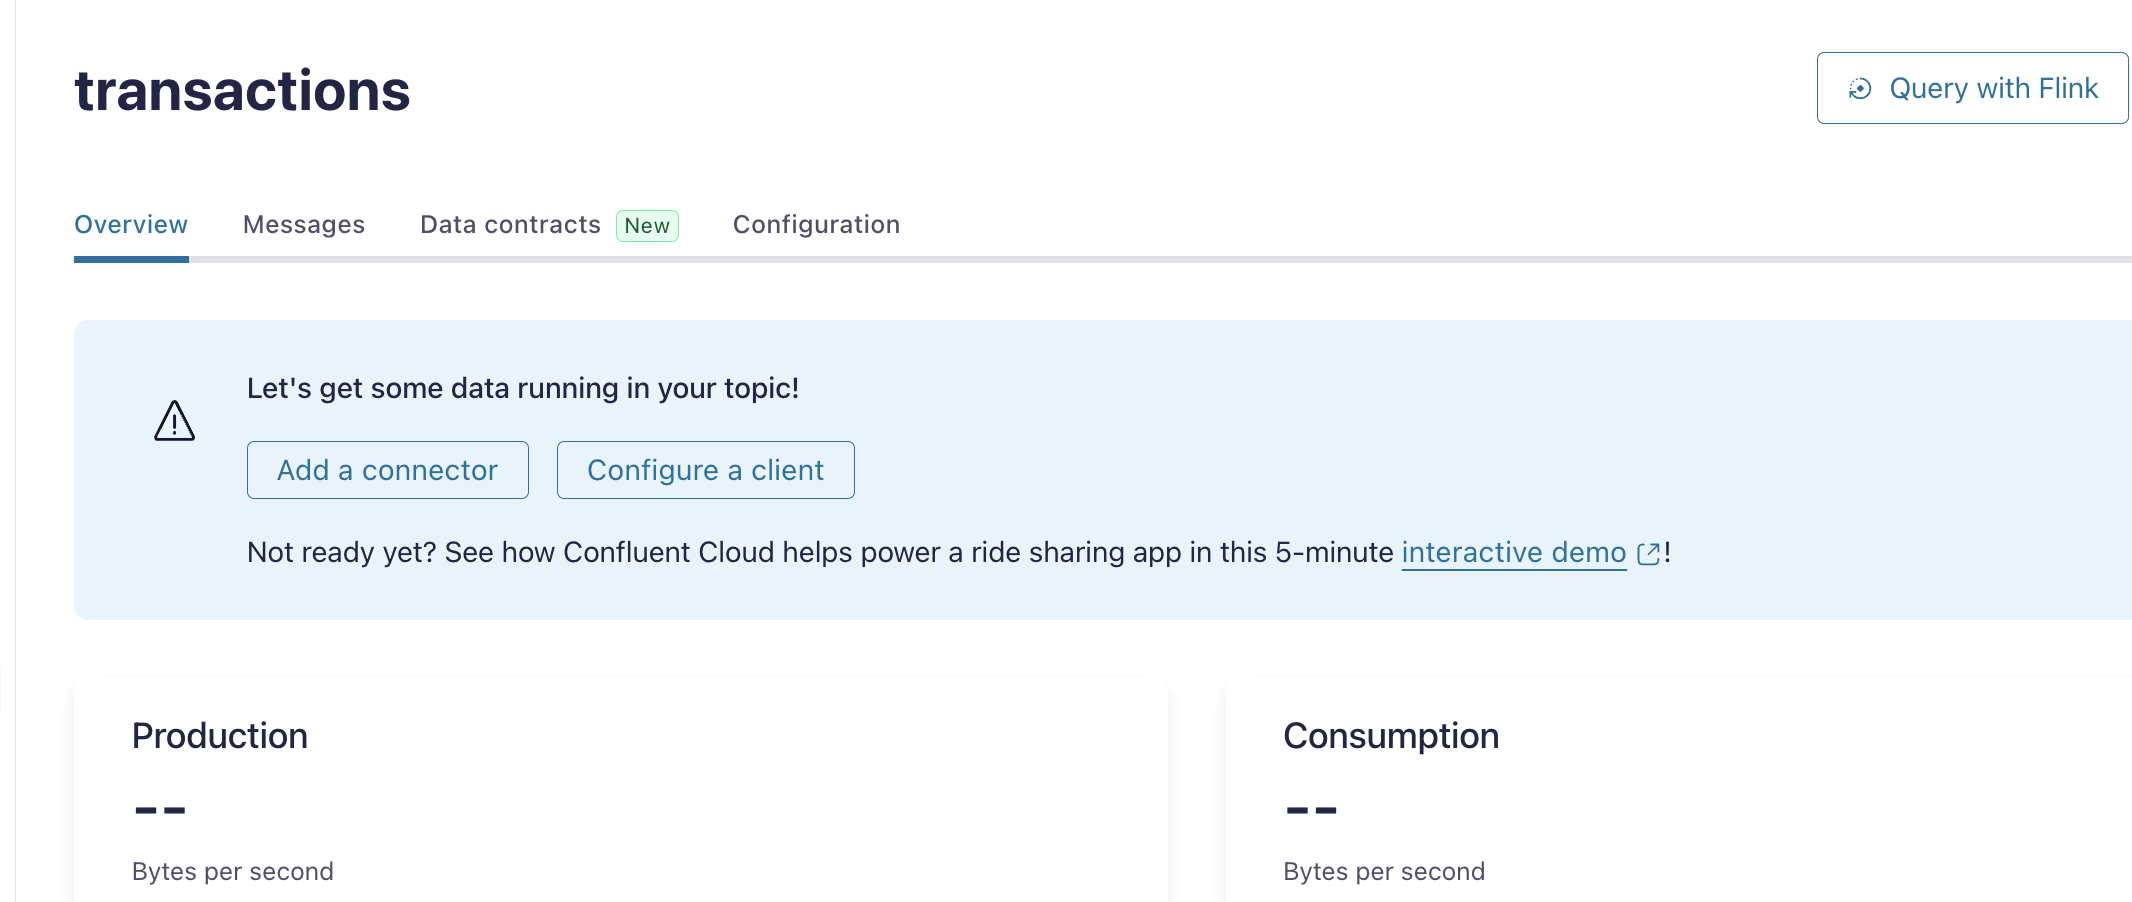 transactions
Query with Flink
Overview Messages Data contracts New Configuration
Let's get some data running in your topic!
Add a connector Configure a client
Not ready yet? See how Confluent Cloud helps power a ride sharing app in this 5-minute interactive demo !
Production
--
Bytes per second
Consumption
--
Bytes per second